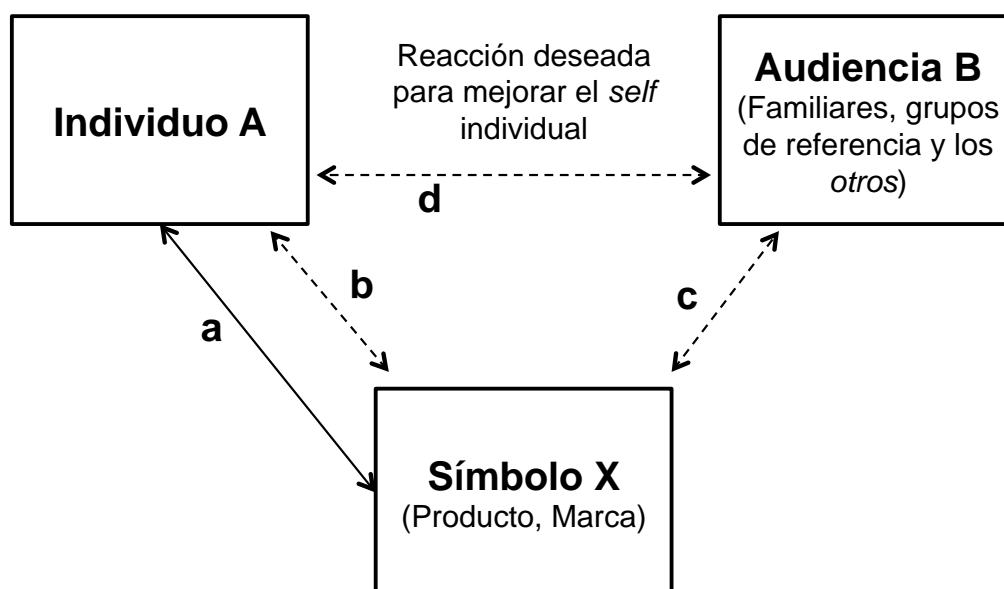 Individuo A
Reacción deseada
para mejorar el self
individual
Audiencia B
(Familiares, grupos
de referencia y los
otros)
d
b
c
a
Símbolo X
(Producto, Marca)